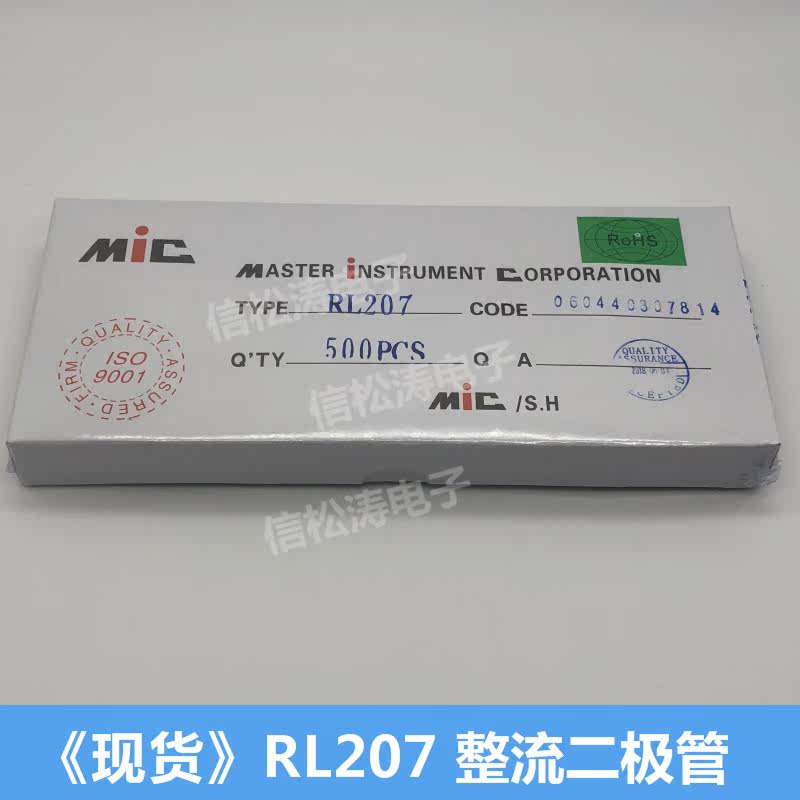 MiC
RoHS
MASTER INSTRUMENT CORPORATION
TYPE RL207 CODE 060440307814
Q'TY 500PCS Q A
QUALITY
MiC /S.H
FIRM · QUALITY · ASSURED
ISO
9001
信松涛电子
信松涛电子
信松涛电子
《现货》RL207 整流二极管